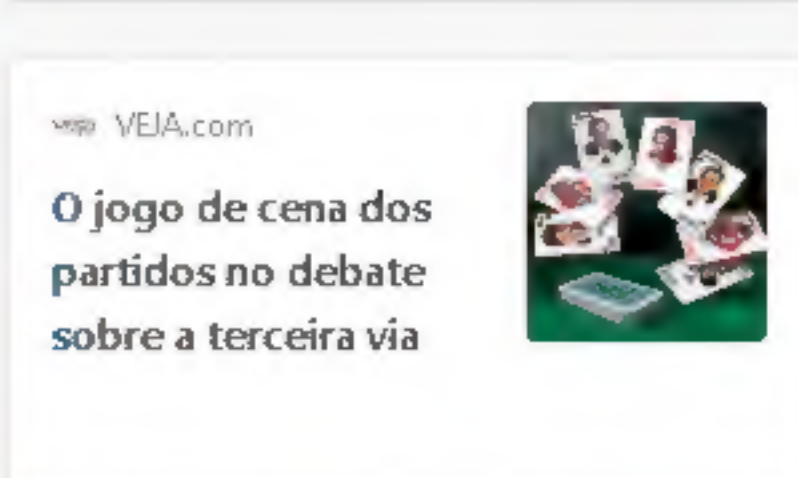 VEJA.com
O jogo de cena dos
partidos no debate
sobre a terceira via